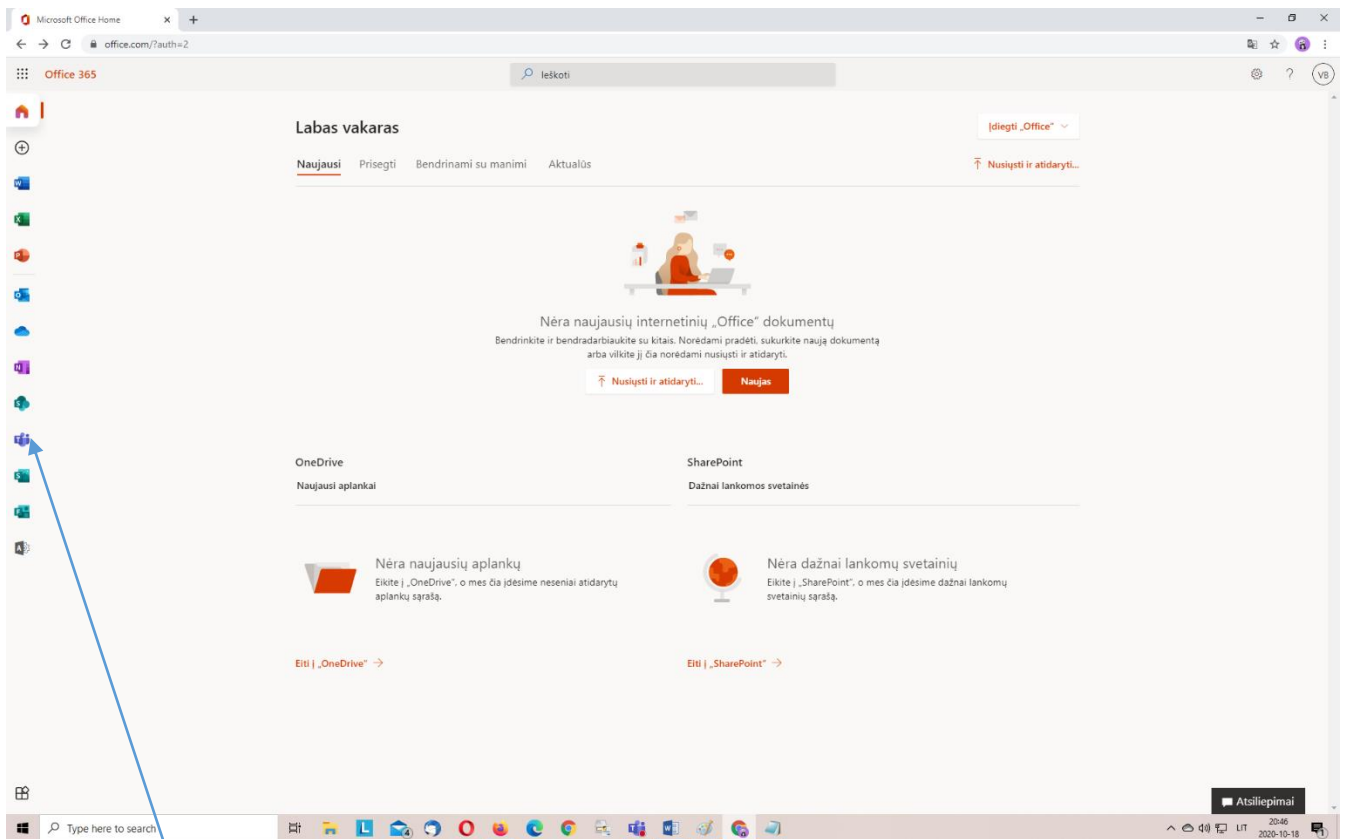 Microsoft Office Home
office.com/?auth=2
Office 365
Ieškoti
VB
Labas vakaras
Įdiegti „Office“
Naujausi Prisegti Bendrinami su manimi Aktualūs
Nusiųsti ir atidaryti...
Nėra naujausių internetinių „Office“ dokumentų
Bendrinkite ir bendradarbiaukite su kitais. Norėdami pradėti, sukurkite naują dokumentą
arba vilkite jį čia norėdami nusiųsti ir atidaryti.
Nusiųsti ir atidaryti... Naujas
OneDrive
Naujausi aplankai
SharePoint
Dažnai lankomos svetainės
Nėra naujausių aplankų
Eikite į „OneDrive“, o mes čia įdėsime neseniai atidarytų
aplankų sąrašą.
Nėra dažnai lankomų svetainių
Eikite į „SharePoint“, o mes čia įdėsime dažnai lankomų
svetainių sąrašą.
Eiti į „OneDrive“ →
Eiti į „SharePoint“ →
Atsiliepimai
Type here to search
LIT
20:46
2020-10-18